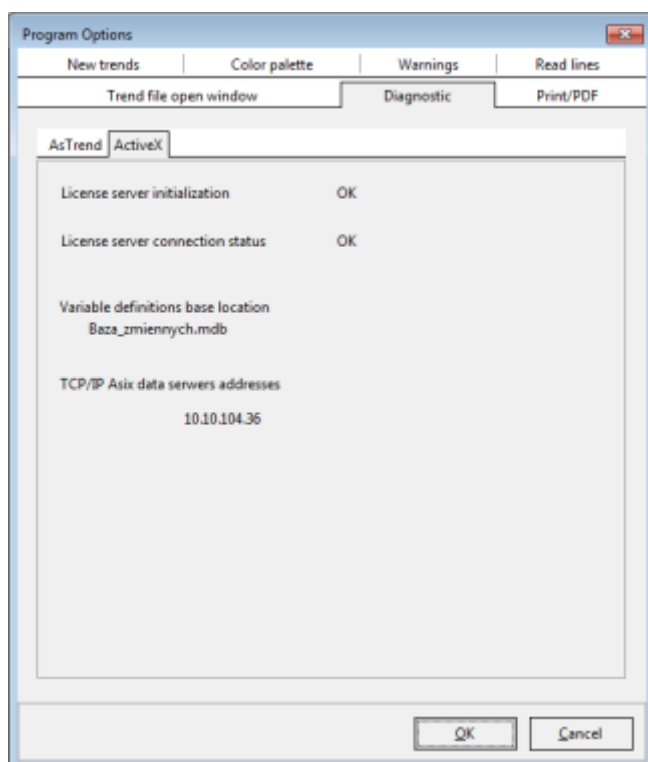 Program Options
New trends Color palette Warnings Read lines
Trend file open window Diagnostic Print/PDF
AsTrend ActiveX
License server initialization OK
License server connection status OK
Variable definitions base location
Baza_zmiennych.mdb
TCP/IP Asix data serwers addresses
10.10.104.36
OK Cancel